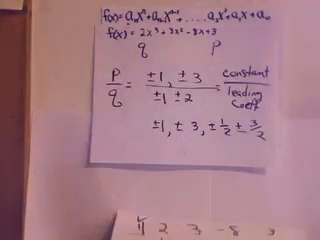 f(x) = aₙxⁿ + aₙ₋₁xⁿ⁻¹ + ..... a₂x² + a₁x + a₀
f(x) = 2x³ + 3x² - 8x + 3
q P
P/q = ±1, ± 3 / ±1 ± 2 = constant / leading coeff
±1, ± 3, ± 1/2 ± 3/2
1 2 3 -8 3